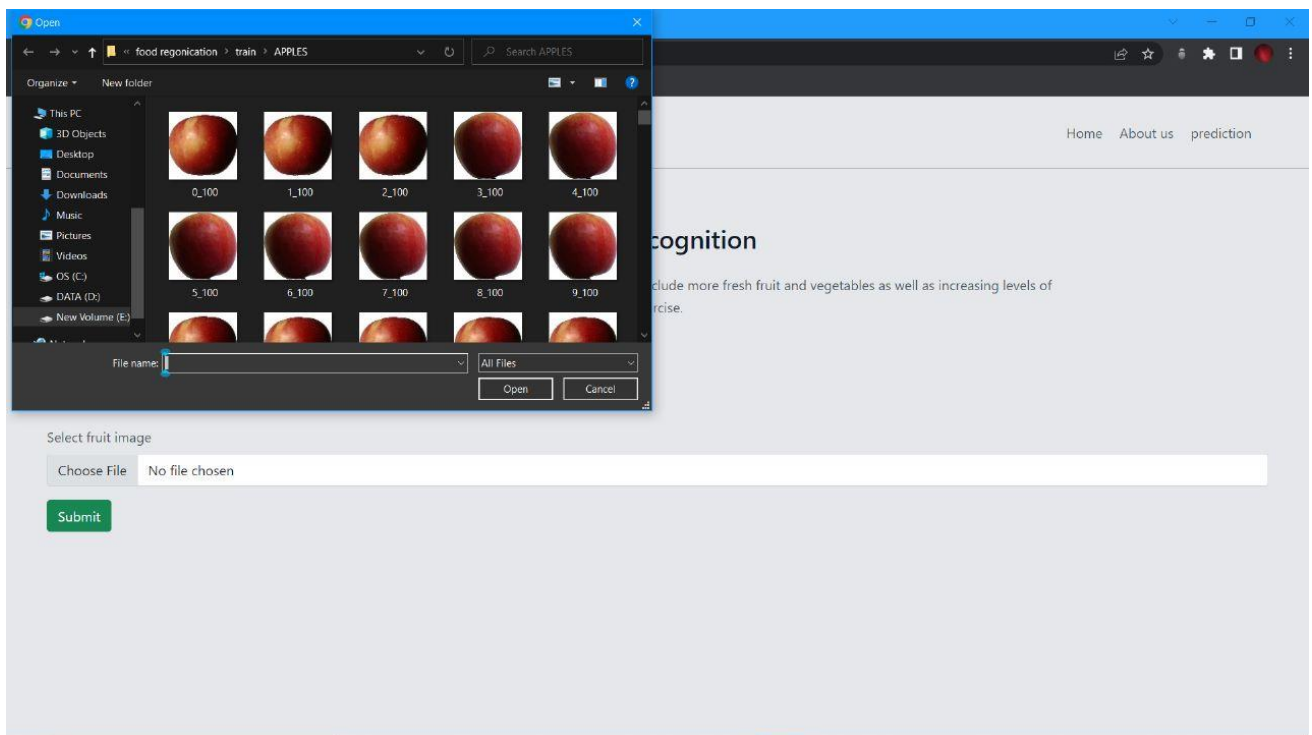 Open
« food regonication › train › APPLES
Search APPLES
Organize
New folder
This PC
3D Objects
Desktop
Documents
Downloads
Music
Pictures
Videos
OS (C:)
DATA (D:)
New Volume (E:)
0_100
1_100
2_100
3_100
4_100
5_100
6_100
7_100
8_100
9_100
File name:
All Files
Open
Cancel
Home About us prediction
cognition
clude more fresh fruit and vegetables as well as increasing levels of
rcise.
Select fruit image
Choose File No file chosen
Submit